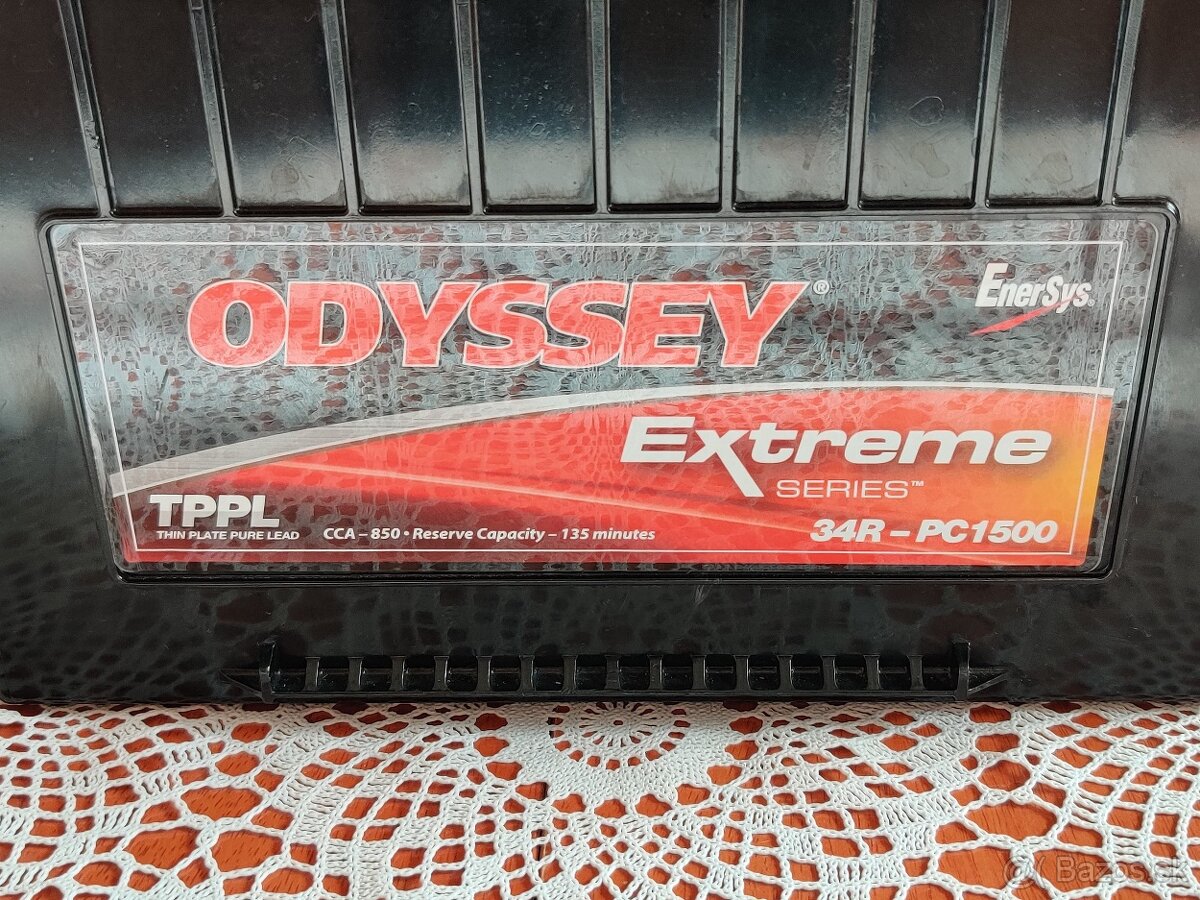 ODYSSEY®
EnerSys®
Extreme
SERIES™
TPPL
THIN PLATE PURE LEAD
CCA – 850 • Reserve Capacity – 135 minutes
34R – PC1500
Bazos.sk